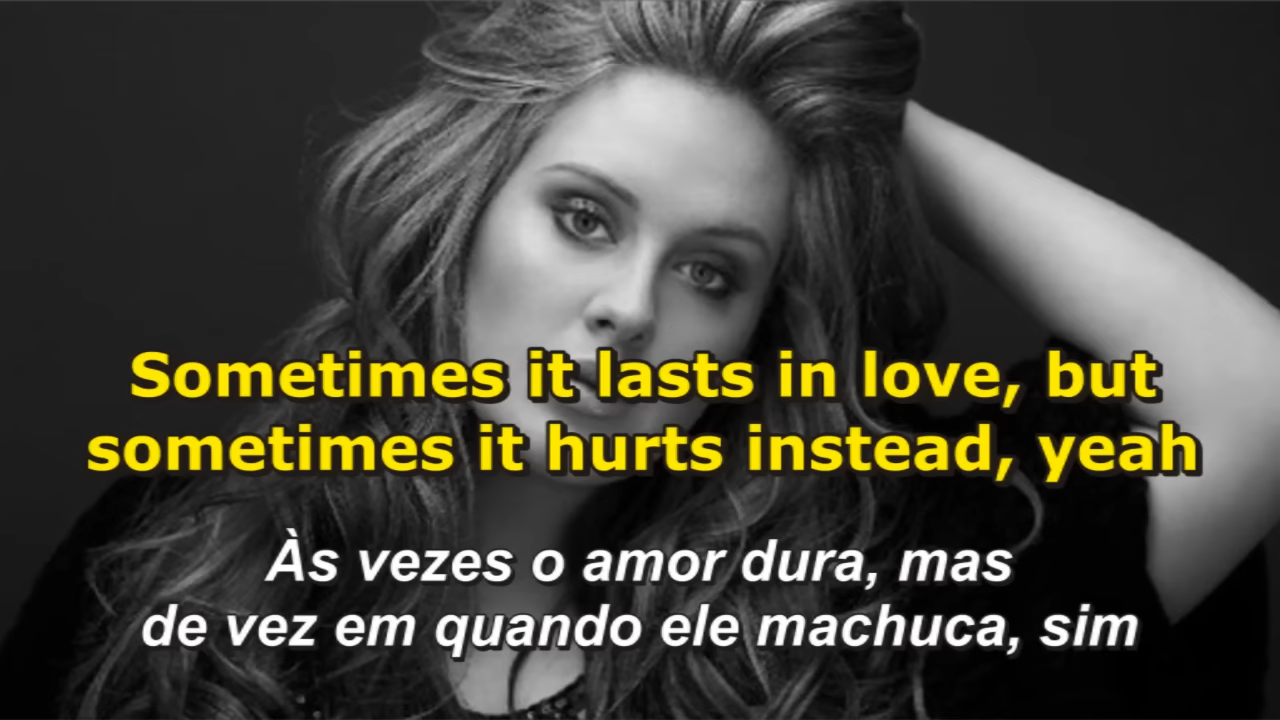 Sometimes it lasts in love, but
sometimes it hurts instead, yeah
Às vezes o amor dura, mas
de vez em quando ele machuca, sim